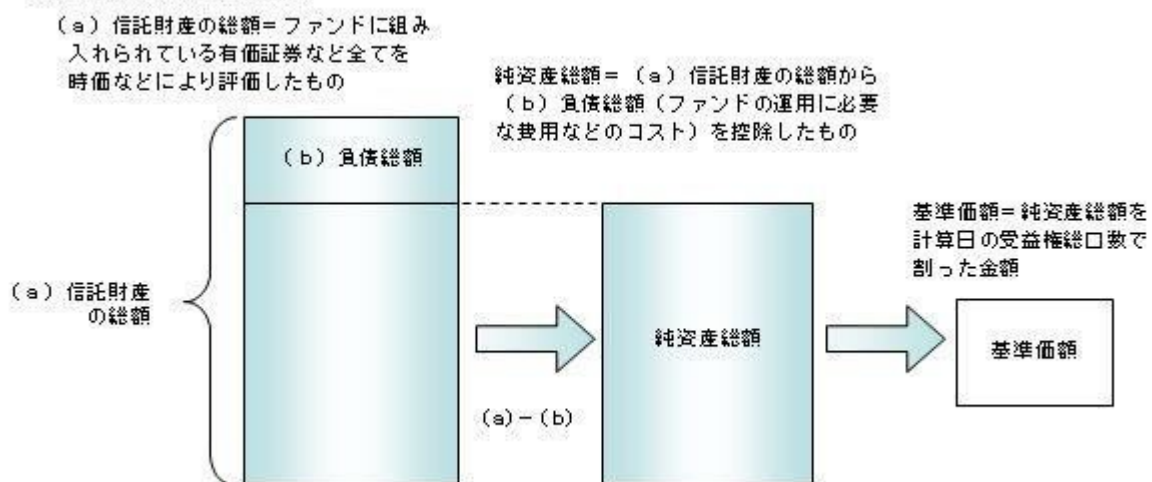 (a)信託財産の総額=ファンドに組み
入れられている有価証券など全てを
時価などにより評価したもの
純資産総額=(a)信託財産の総額から
(b)負債総額(ファンドの運用に必要
な費用などのコスト)を控除したもの
(b)負債総額
基準価額=純資産総額を
計算日の受益権総口数で
割った金額
(a)信託財産
の総額
純資産総額
基準価額
(a)-(b)